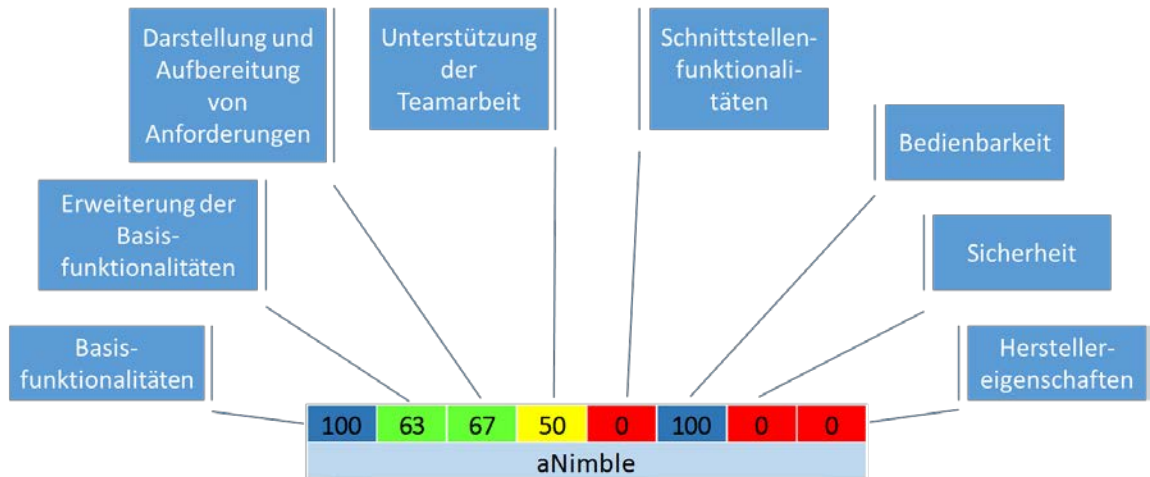 Darstellung und
Aufbereitung
von
Anforderungen
Unterstützung
der
Teamarbeit
Schnittstellen-
funktionali-
täten
Bedienbarkeit
Erweiterung der
Basis-
funktionalitäten
Sicherheit
Basis-
funktionalitäten
Hersteller-
eigenschaften
100 63 67 50 0 100 0 0
aNimble